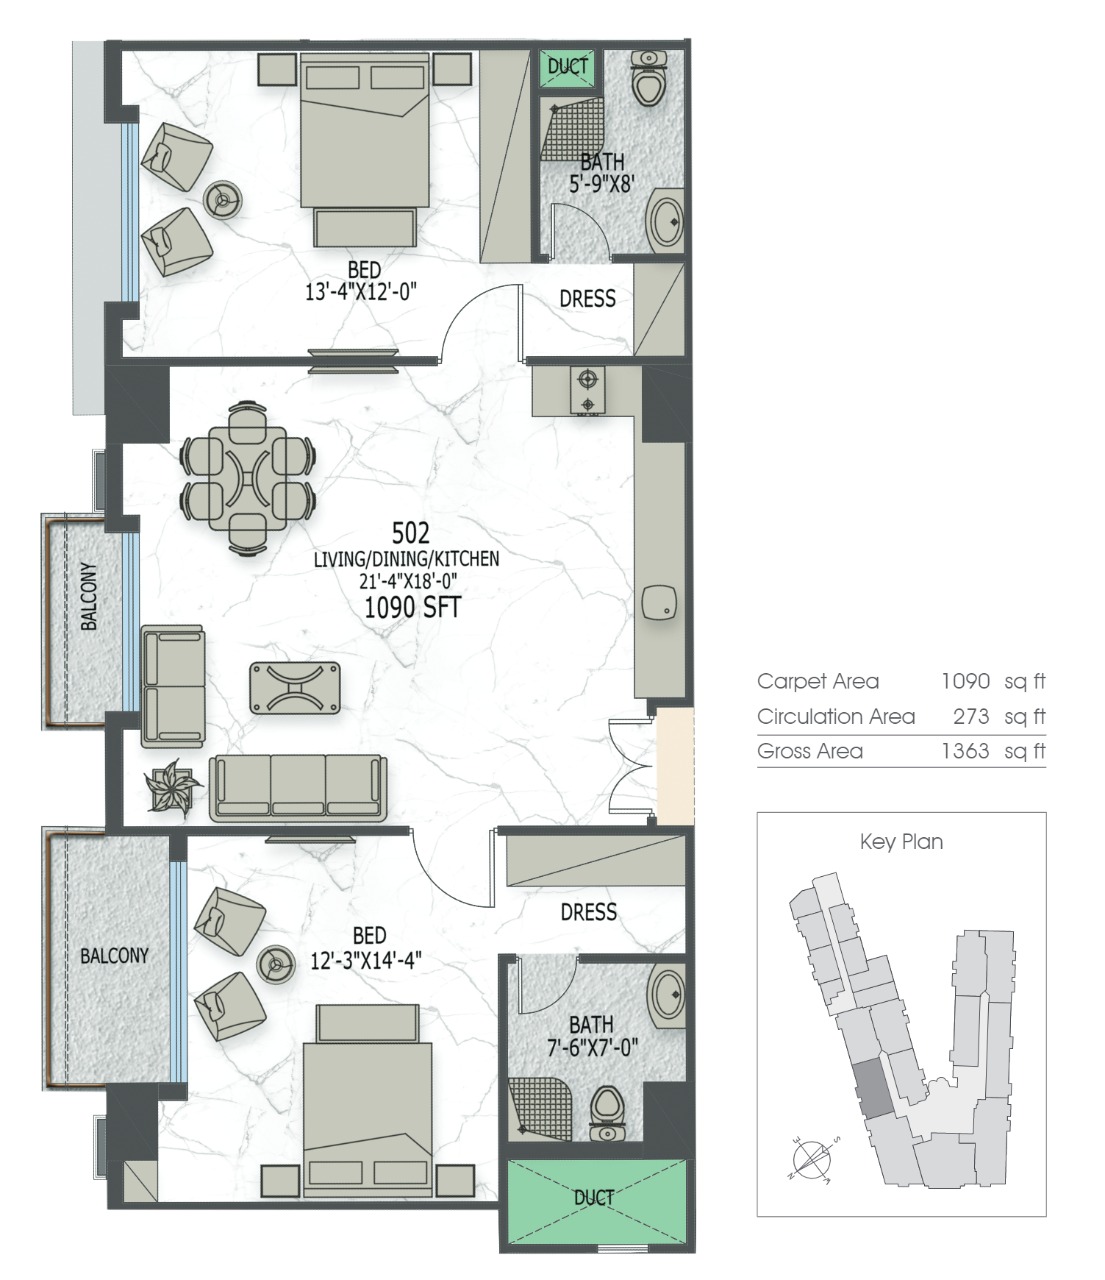 DUCT
BATH
5'-9"X8'
BED
13'-4"X12'-0"
DRESS
502
LIVING/DINING/KITCHEN
21'-4"X18'-0"
1090 SFT
BALCONY
Carpet Area 1090 sq ft
Circulation Area 273 sq ft
Gross Area 1363 sq ft
Key Plan
DRESS
BED
12'-3"X14'-4"
BALCONY
BATH
7'-6"X7'-0"
DUCT
E
S
N
W